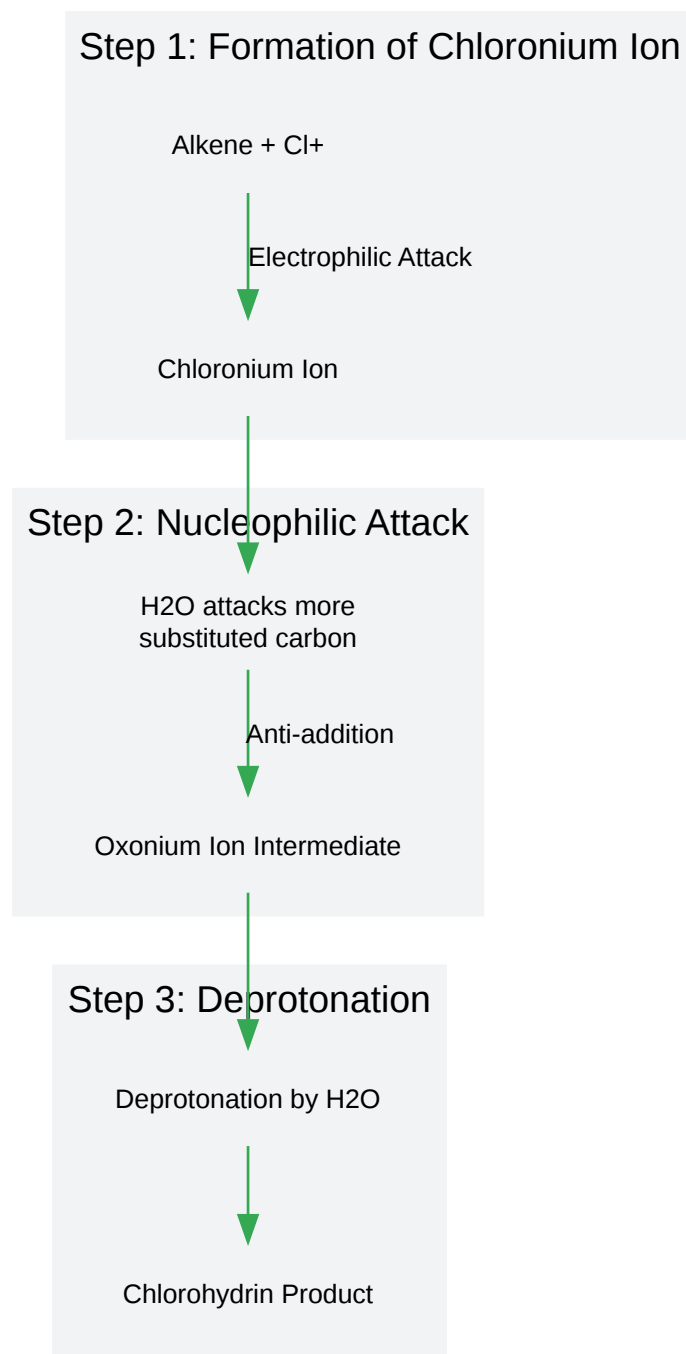 Step 1: Formation of Chloronium Ion
Alkene + Cl+
Electrophilic Attack
Chloronium Ion
Step 2: Nucleophilic Attack
H2O attacks more
substituted carbon
Anti-addition
Oxonium Ion Intermediate
Step 3: Deprotonation
Deprotonation by H2O
Chlorohydrin Product